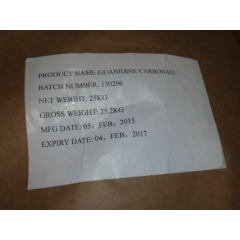 PRODUCT NAME:GUANIDINE CARBONATE
BATCH NUMBER: 150206
NET WEIGHT: 25KG
GROSS WEIGHT: 25.2KG
MFG DATE: 05，FEB，2015
EXPIRY DATE: 04，FEB，2017